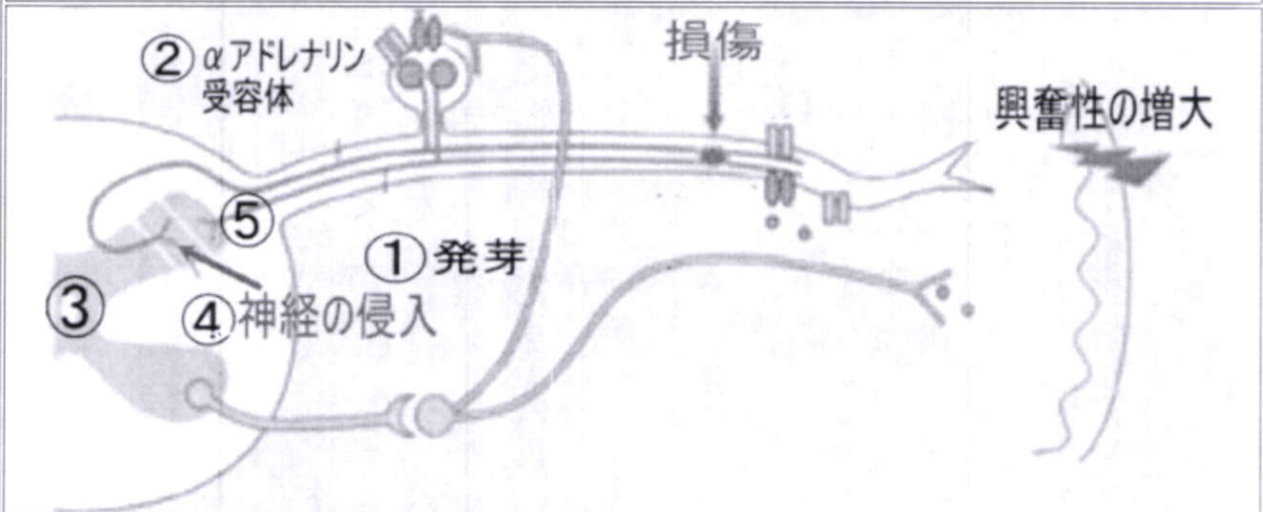 ②αアドレナリン
受容体
損傷
興奮性の増大
⑤
①発芽
③
④神経の侵入